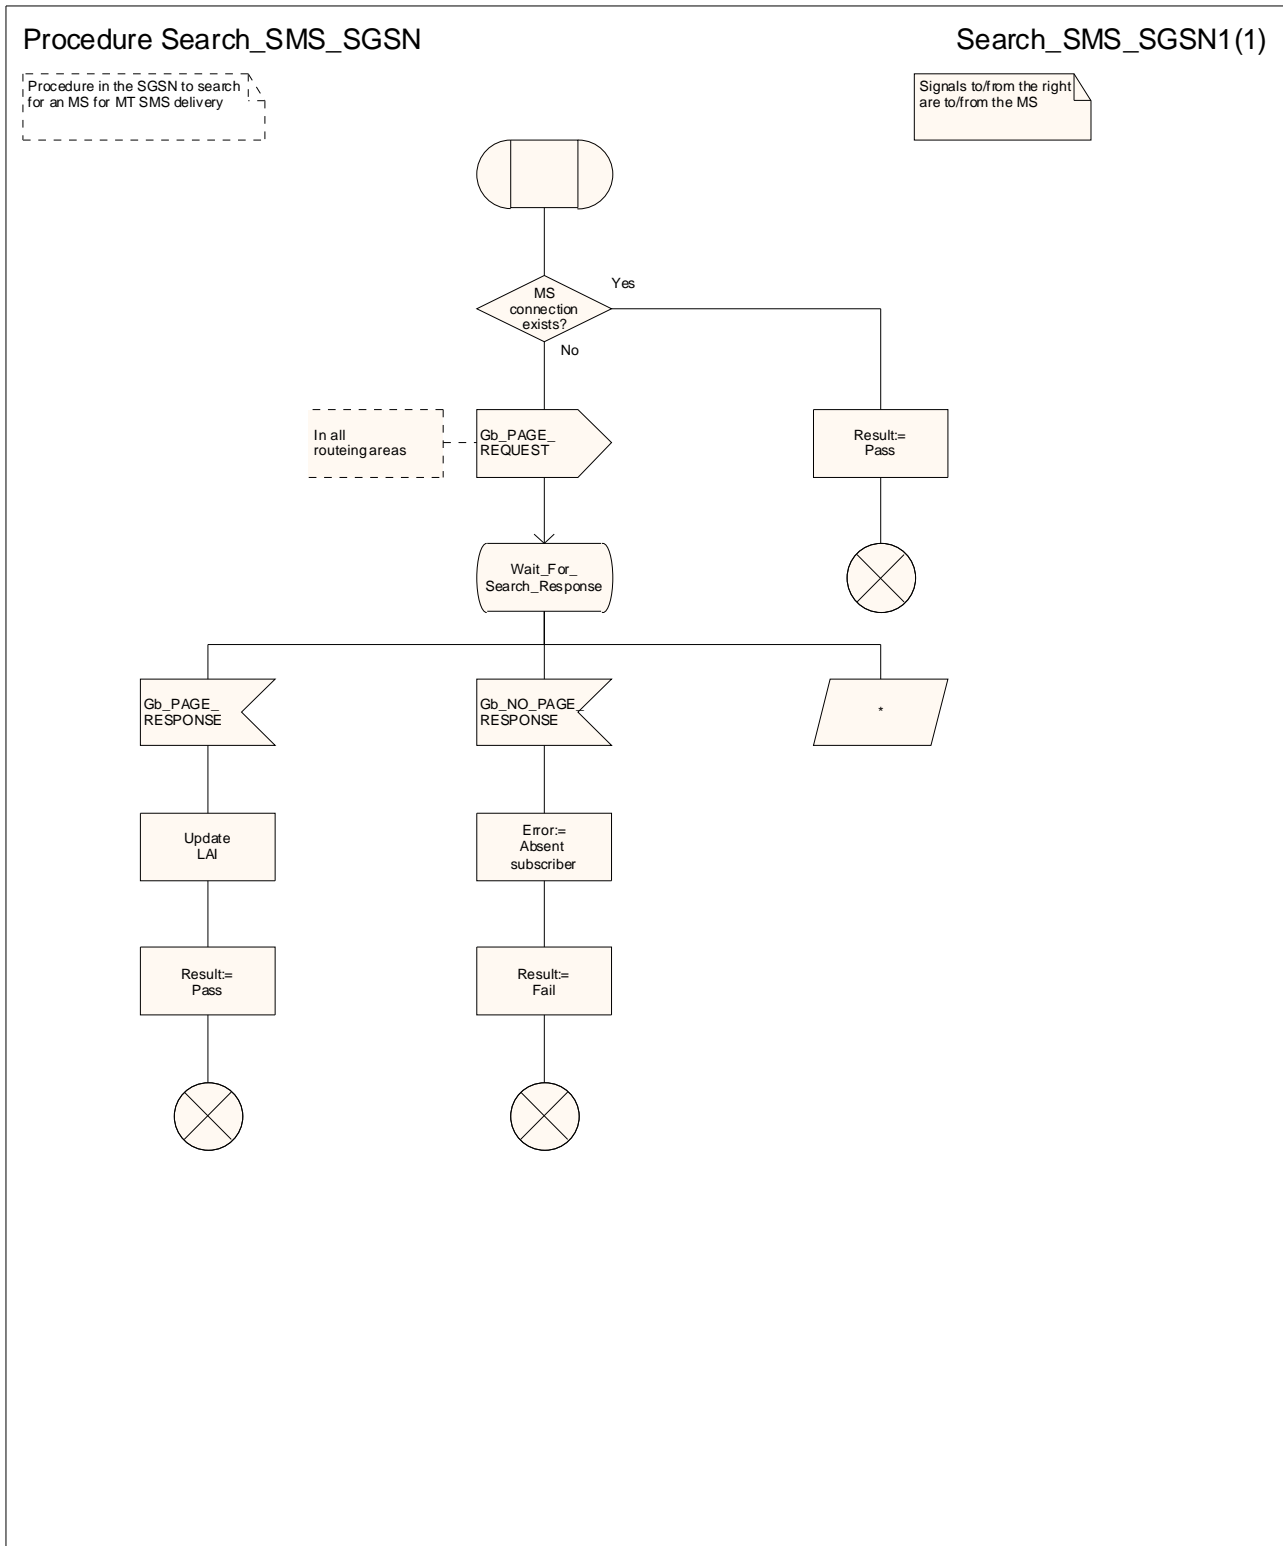 Procedure Search_SMS_SGSN
Search_SMS_SGSN1(1)
Procedure in the SGSN to search
for an MS for MT SMS delivery
Signals to/from the right
are to/from the MS
MS
connection
exists?
Yes
No
In all
routeing areas
Gb_PAGE_
REQUEST
Result:=
Pass
Wait_For_
Search_Response
Gb_PAGE_
RESPONSE
Gb_NO_PAGE_
RESPONSE
*
Update
LAI
Error:=
Absent
subscriber
Result:=
Pass
Result:=
Fail